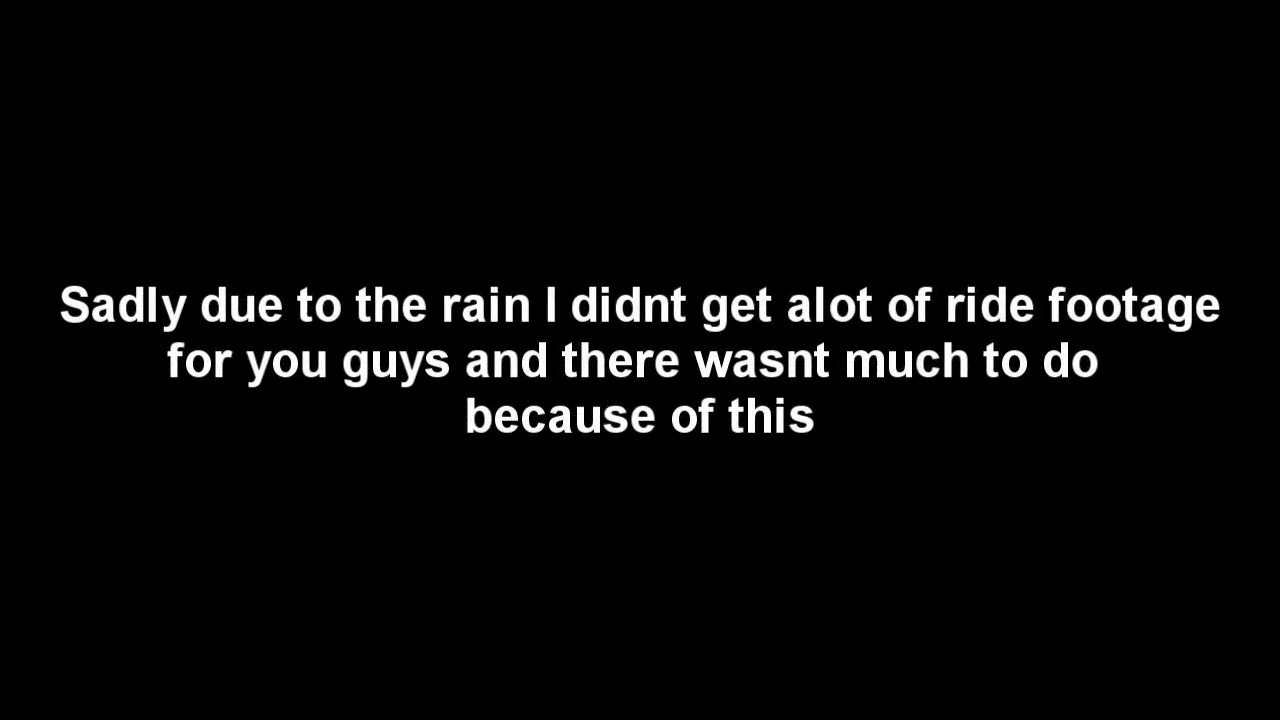 Sadly due to the rain I didnt get alot of ride footage
for you guys and there wasnt much to do
because of this